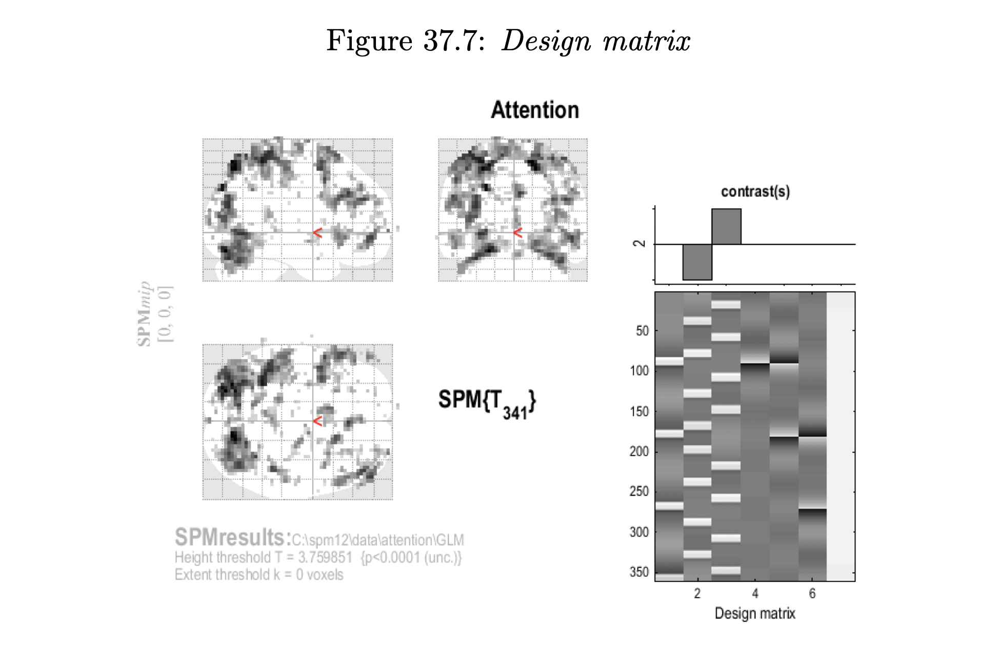 Figure 37.7: Design matrix
Attention
contrast(s)
2
SPMmip
[0, 0, 0]
<
<
<
SPM{T341}
50
100
150
200
250
300
350
2 4 6
Design matrix
SPMresults:C:\spm12\data\attention\GLM
Height threshold T = 3.759851 {p<0.0001 (unc.)}
Extent threshold k = 0 voxels